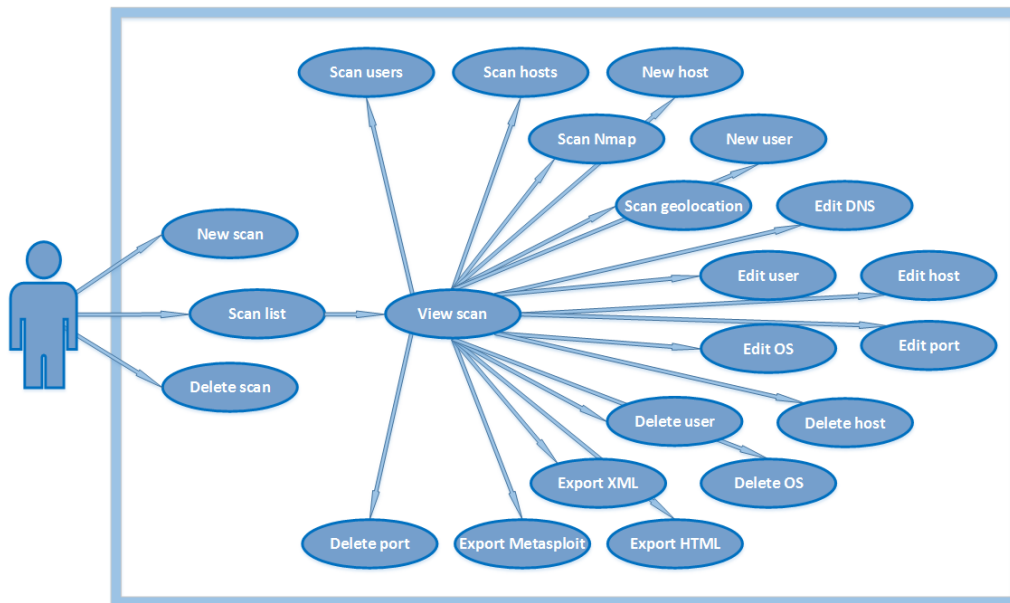 Scan users
Scan hosts
New host
Scan Nmap
New user
Scan geolocation
Edit DNS
New scan
Edit user
Edit host
Scan list
View scan
Edit OS
Edit port
Delete scan
Delete user
Delete host
Export XML
Delete OS
Delete port
Export Metasploit
Export HTML